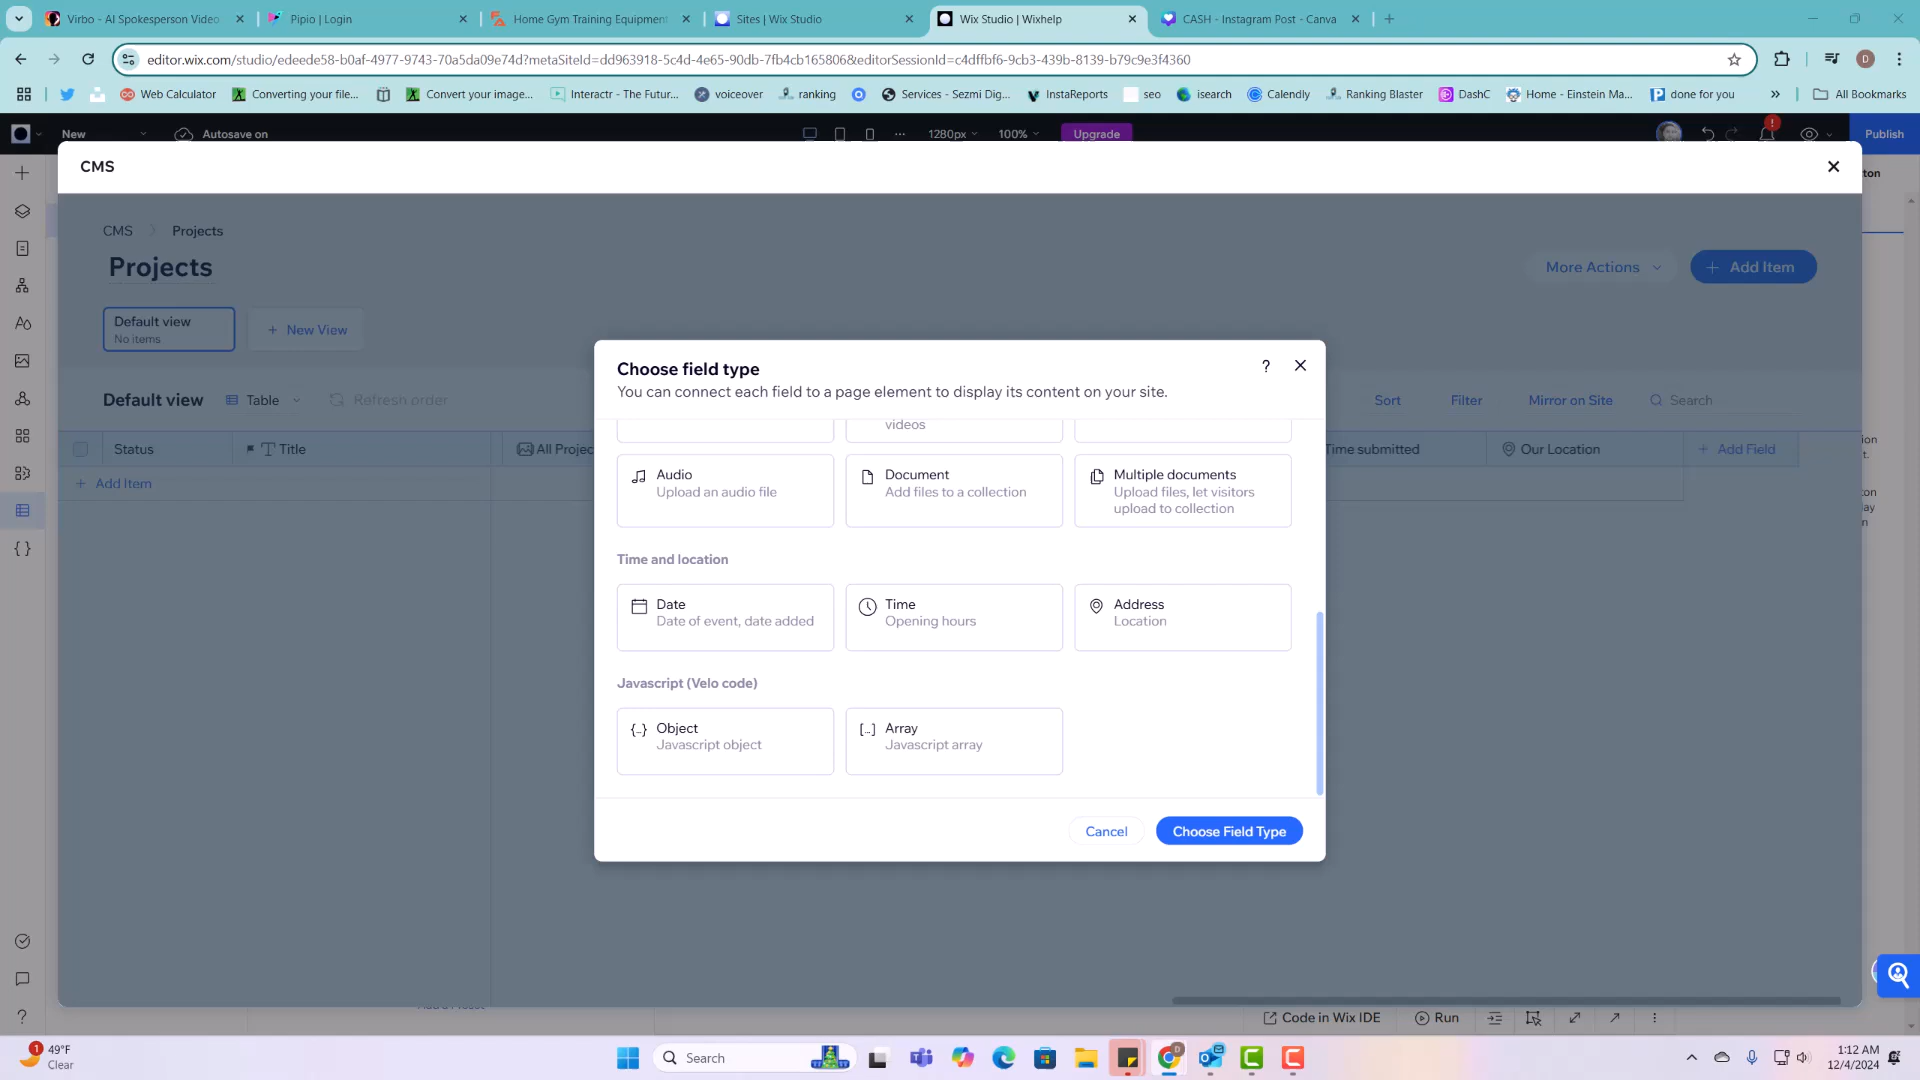 Virbo - AI Spokesperson Video
Pipio | Login
Home Gym Training Equipment
Sites | Wix Studio
Wix Studio | Wixhelp
CASH - Instagram Post - Canva
editor.wix.com/studio/edeede58-b0af-4977-9743-70a5da09e74d?metaSiteId=dd963918-5c4d-4e65-90db-7fb4cb165806&editorSessionId=c4dffbf6-9cb3-439b-8139-b79c9e3f4360
D
Web Calculator
Converting your file...
Convert your image...
Interactr - The Futur...
voiceover
ranking
Services - Sezmi Dig...
InstaReports
seo
isearch
Calendly
Ranking Blaster
DashC
Home - Einstein Ma...
done for you
All Bookmarks
New
Autosave on
1280px
100%
Upgrade
Publish
CMS
CMS
Projects
Projects
More Actions
+ Add Item
Default view
No items
+ New View
Default view
Table
Refresh order
Sort
Filter
Mirror on Site
Search
Status
Title
All Projec
Time submitted
Our Location
+ Add Field
+ Add Item
Choose field type
?
You can connect each field to a page element to display its content on your site.
videos
Audio
Upload an audio file
Document
Add files to a collection
Multiple documents
Upload files, let visitors
upload to collection
Time and location
Date
Date of event, date added
Time
Opening hours
Address
Location
Javascript (Velo code)
Object
Javascript object
Array
Javascript array
Cancel
Choose Field Type
Code in Wix IDE
Run
49°F
Clear
Search
1:12 AM
12/4/2024